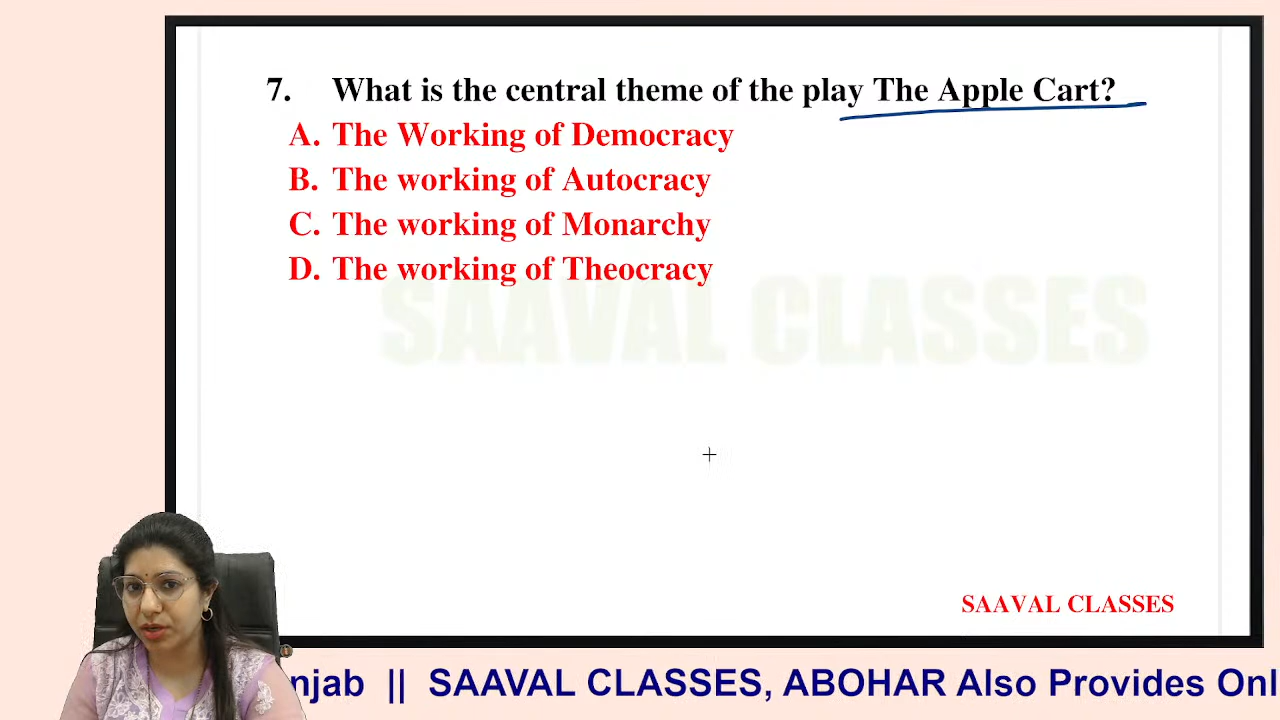 7. What is the central theme of the play The Apple Cart?
A. The Working of Democracy
B. The working of Autocracy
C. The working of Monarchy
D. The working of Theocracy
SAAVAL CLASSES
SAAVAL CLASSES
njab || SAAVAL CLASSES, ABOHAR Also Provides Onl